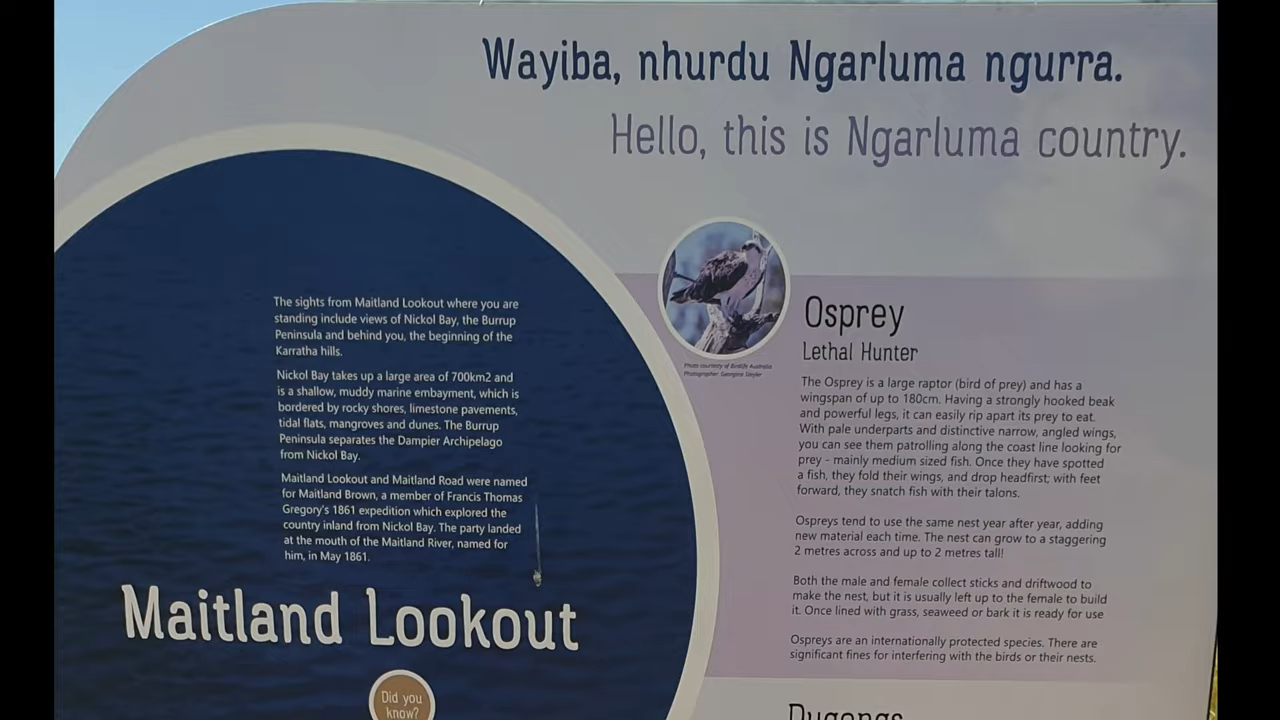 Wayiba, nhurdu Ngarluma ngurra.
Hello, this is Ngarluma country.
The sights from Maitland Lookout where you are
standing include views of Nickol Bay, the Burrup
Peninsula and behind you, the beginning of the
Karratha hills.
Nickol Bay takes up a large area of 700km2 and
is a shallow, muddy marine embayment, which is
bordered by rocky shores, limestone pavements,
tidal flats, mangroves and dunes. The Burrup
Peninsula separates the Dampier Archipelago
from Nickol Bay.
Maitland Lookout and Maitland Road were named
for Maitland Brown, a member of Francis Thomas
Gregory's 1861 expedition which explored the
country inland from Nickol Bay. The party landed
at the mouth of the Maitland River, named for
him, in May 1861.
Maitland Lookout
Did you
know?
Photo courtesy of Birdlife Australia
Photographer: Georgina Steytler
Osprey
Lethal Hunter
The Osprey is a large raptor (bird of prey) and has a
wingspan of up to 180cm. Having a strongly hooked beak
and powerful legs, it can easily rip apart its prey to eat.
With pale underparts and distinctive narrow, angled wings,
you can see them patrolling along the coast line looking for
prey - mainly medium sized fish. Once they have spotted
a fish, they fold their wings, and drop headfirst; with feet
forward, they snatch fish with their talons.
Ospreys tend to use the same nest year after year, adding
new material each time. The nest can grow to a staggering
2 metres across and up to 2 metres tall!
Both the male and female collect sticks and driftwood to
make the nest, but it is usually left up to the female to build
it. Once lined with grass, seaweed or bark it is ready for use
Ospreys are an internationally protected species. There are
significant fines for interfering with the birds or their nests.
Dugongs